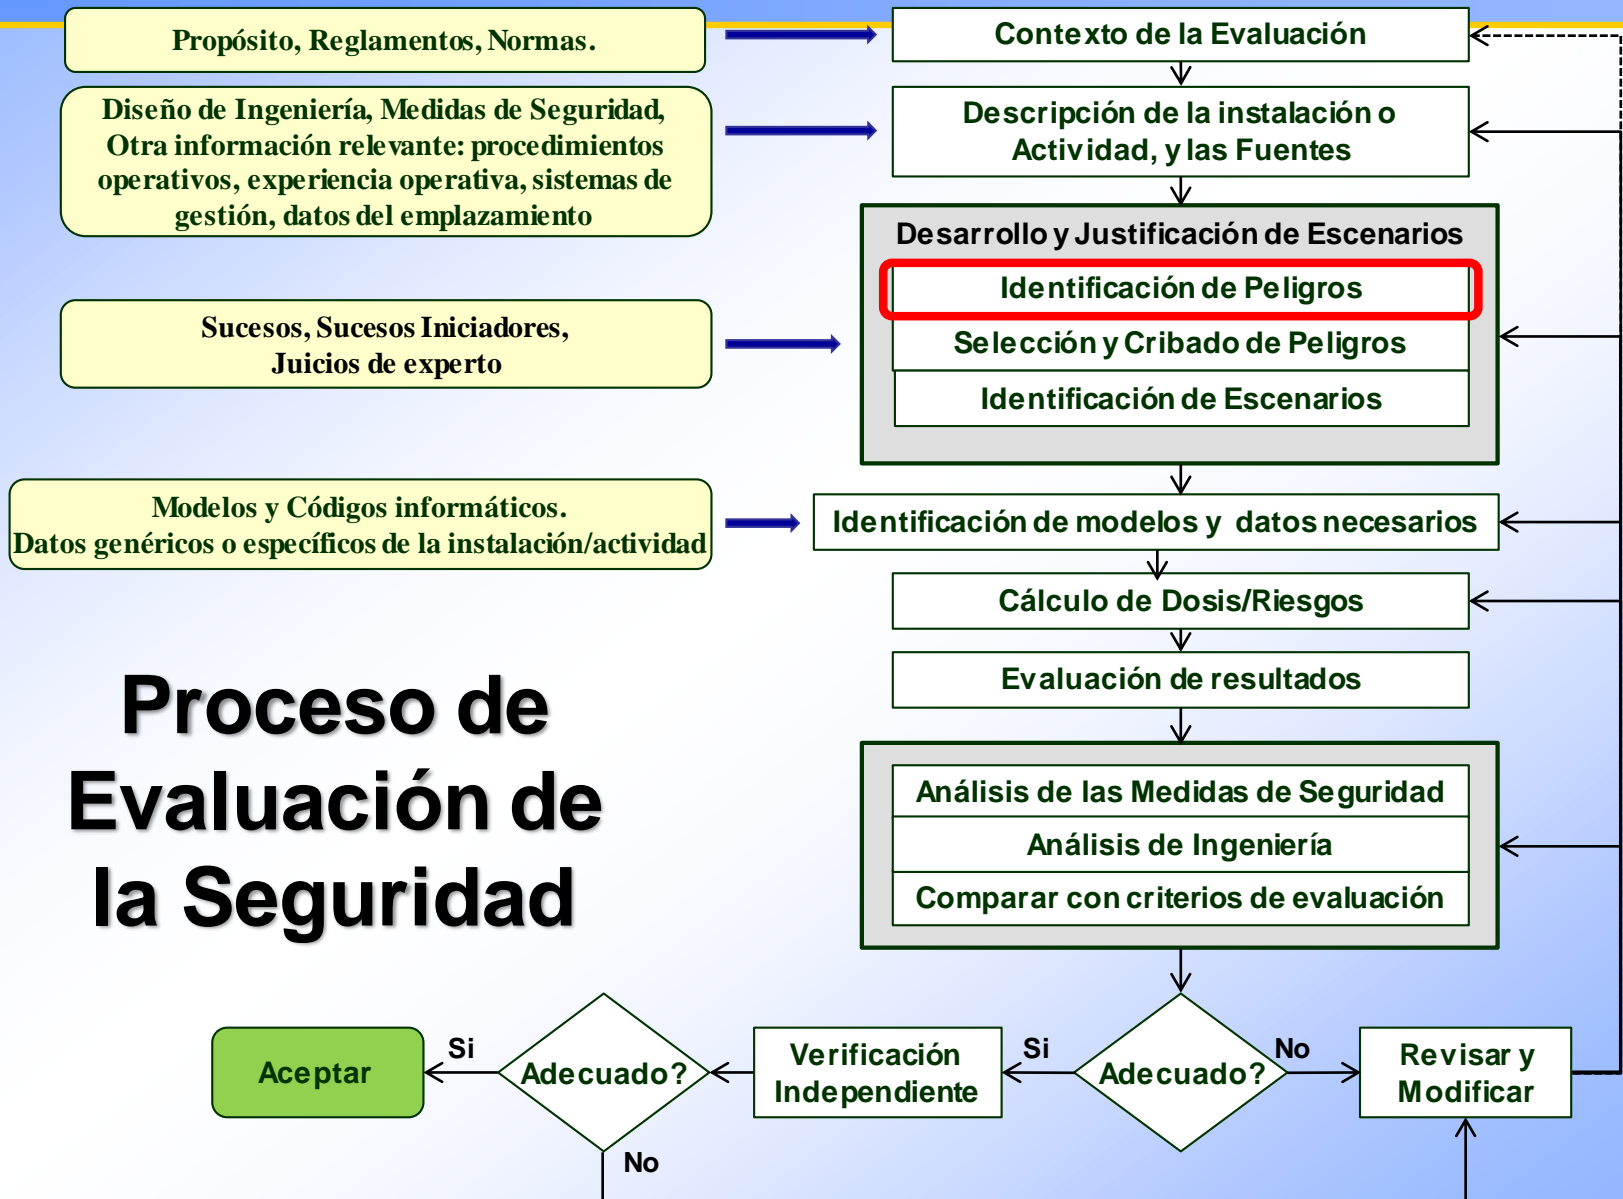 Propósito, Reglamentos, Normas.
Contexto de la Evaluación
Diseño de Ingeniería, Medidas de Seguridad,
Otra información relevante: procedimientos
operativos, experiencia operativa, sistemas de
gestión, datos del emplazamiento
Descripción de la instalación o
Actividad, y las Fuentes
Desarrollo y Justificación de Escenarios
Identificación de Peligros
Selección y Cribado de Peligros
Identificación de Escenarios
Sucesos, Sucesos Iniciadores,
Juicios de experto
Modelos y Códigos informáticos.
Datos genéricos o específicos de la instalación/actividad
Identificación de modelos y datos necesarios
Cálculo de Dosis/Riesgos
Evaluación de resultados
Proceso de
Evaluación de
la Seguridad
Análisis de las Medidas de Seguridad
Análisis de Ingeniería
Comparar con criterios de evaluación
Aceptar
Si
Adecuado?
No
Verificación
Independiente
Si
Adecuado?
No
Revisar y
Modificar